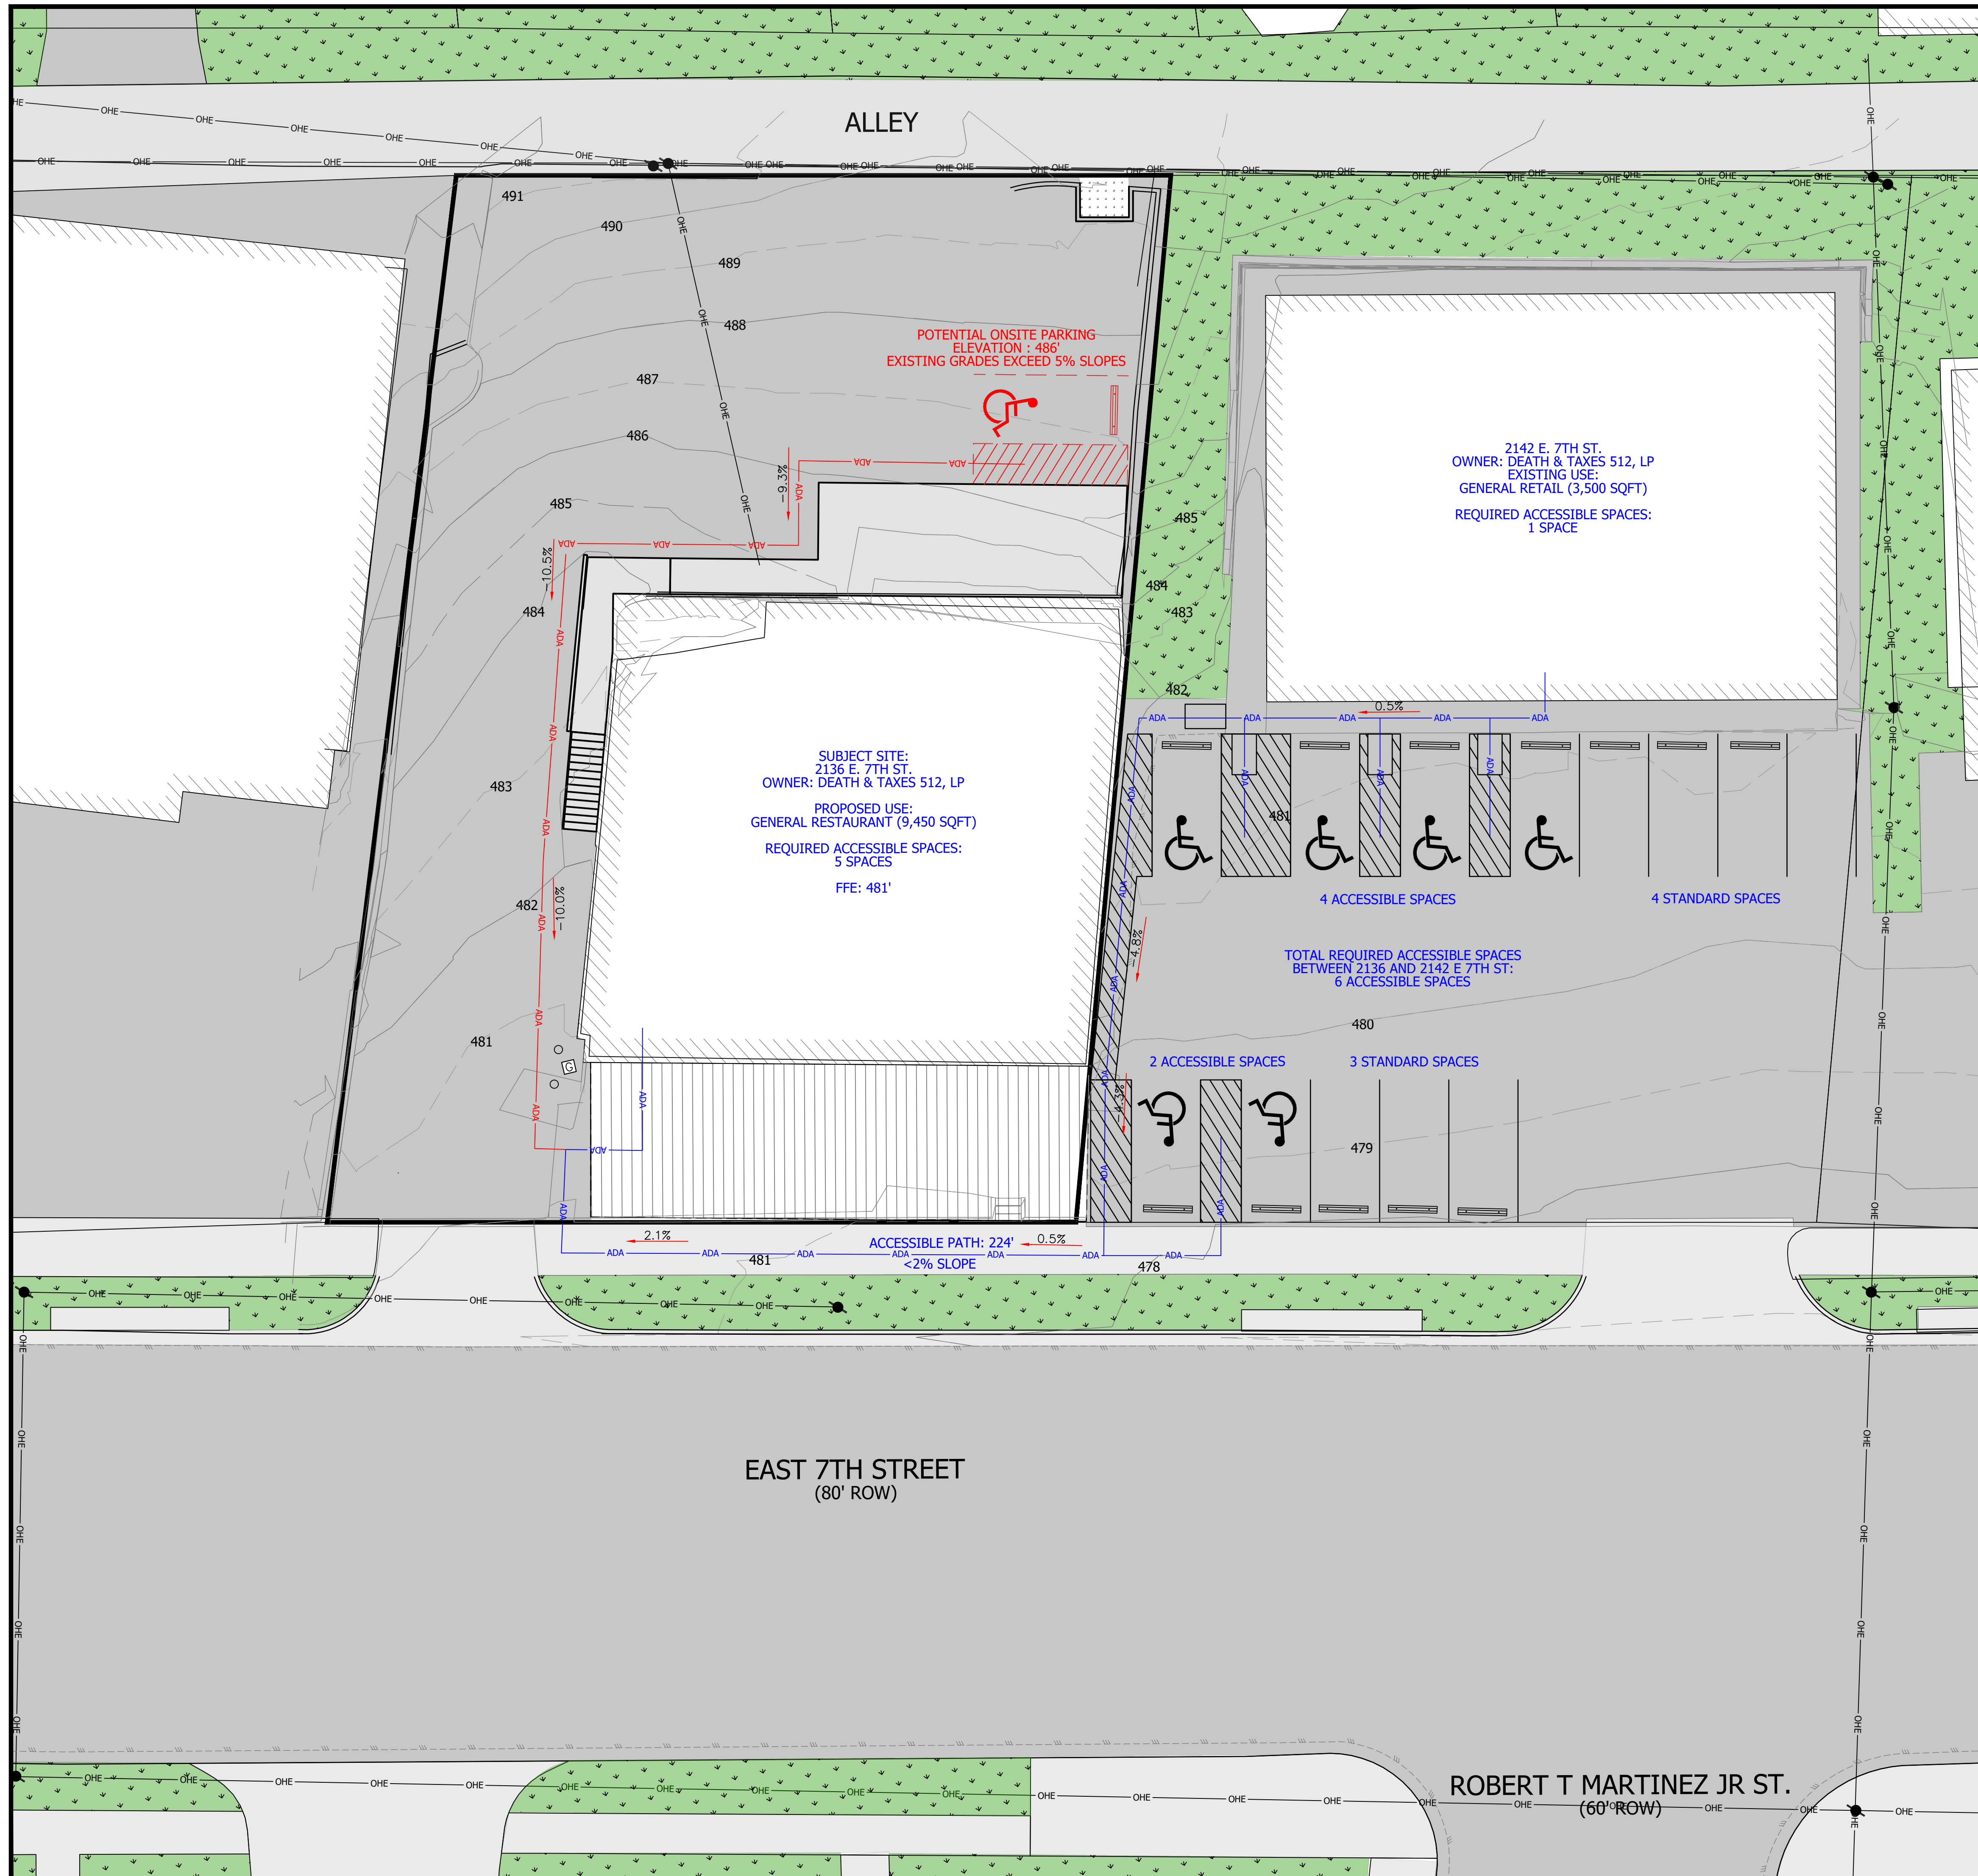 ALLEY
491
490
489
488
487
486
485
484
483
482
481
POTENTIAL ONSITE PARKING
ELEVATION : 486'
EXISTING GRADES EXCEED 5% SLOPES
-9.3%
-10.5%
-10.0%
2142 E. 7TH ST.
OWNER: DEATH & TAXES 512, LP
EXISTING USE:
GENERAL RETAIL (3,500 SQFT)
REQUIRED ACCESSIBLE SPACES:
1 SPACE
485
484
483
482
0.5%
SUBJECT SITE:
2136 E. 7TH ST.
OWNER: DEATH & TAXES 512, LP
PROPOSED USE:
GENERAL RESTAURANT (9,450 SQFT)
REQUIRED ACCESSIBLE SPACES:
5 SPACES
FFE: 481'
481
4 ACCESSIBLE SPACES
4 STANDARD SPACES
-4.8%
TOTAL REQUIRED ACCESSIBLE SPACES
BETWEEN 2136 AND 2142 E 7TH ST:
6 ACCESSIBLE SPACES
480
2 ACCESSIBLE SPACES
3 STANDARD SPACES
-4.3%
479
G
ADA
OHE
2.1%
ACCESSIBLE PATH: 224'
<2% SLOPE
0.5%
481
478
EAST 7TH STREET
(80' ROW)
ROBERT T MARTINEZ JR ST.
(60' ROW)